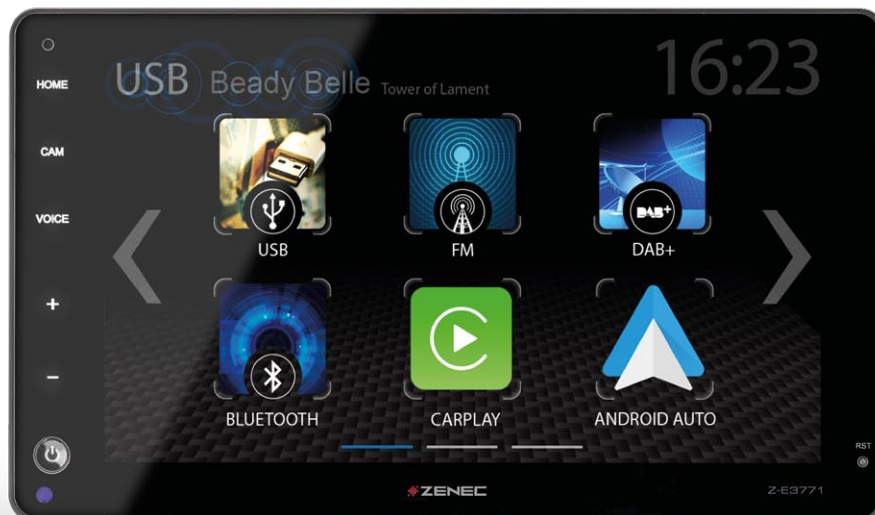 HOME
CAM
VOICE
+
−
USB Beady Belle Tower of Lament 16:23
USB FM DAB+
DAB+
BLUETOOTH CARPLAY ANDROID AUTO
RST
ZENEC Z-E3771